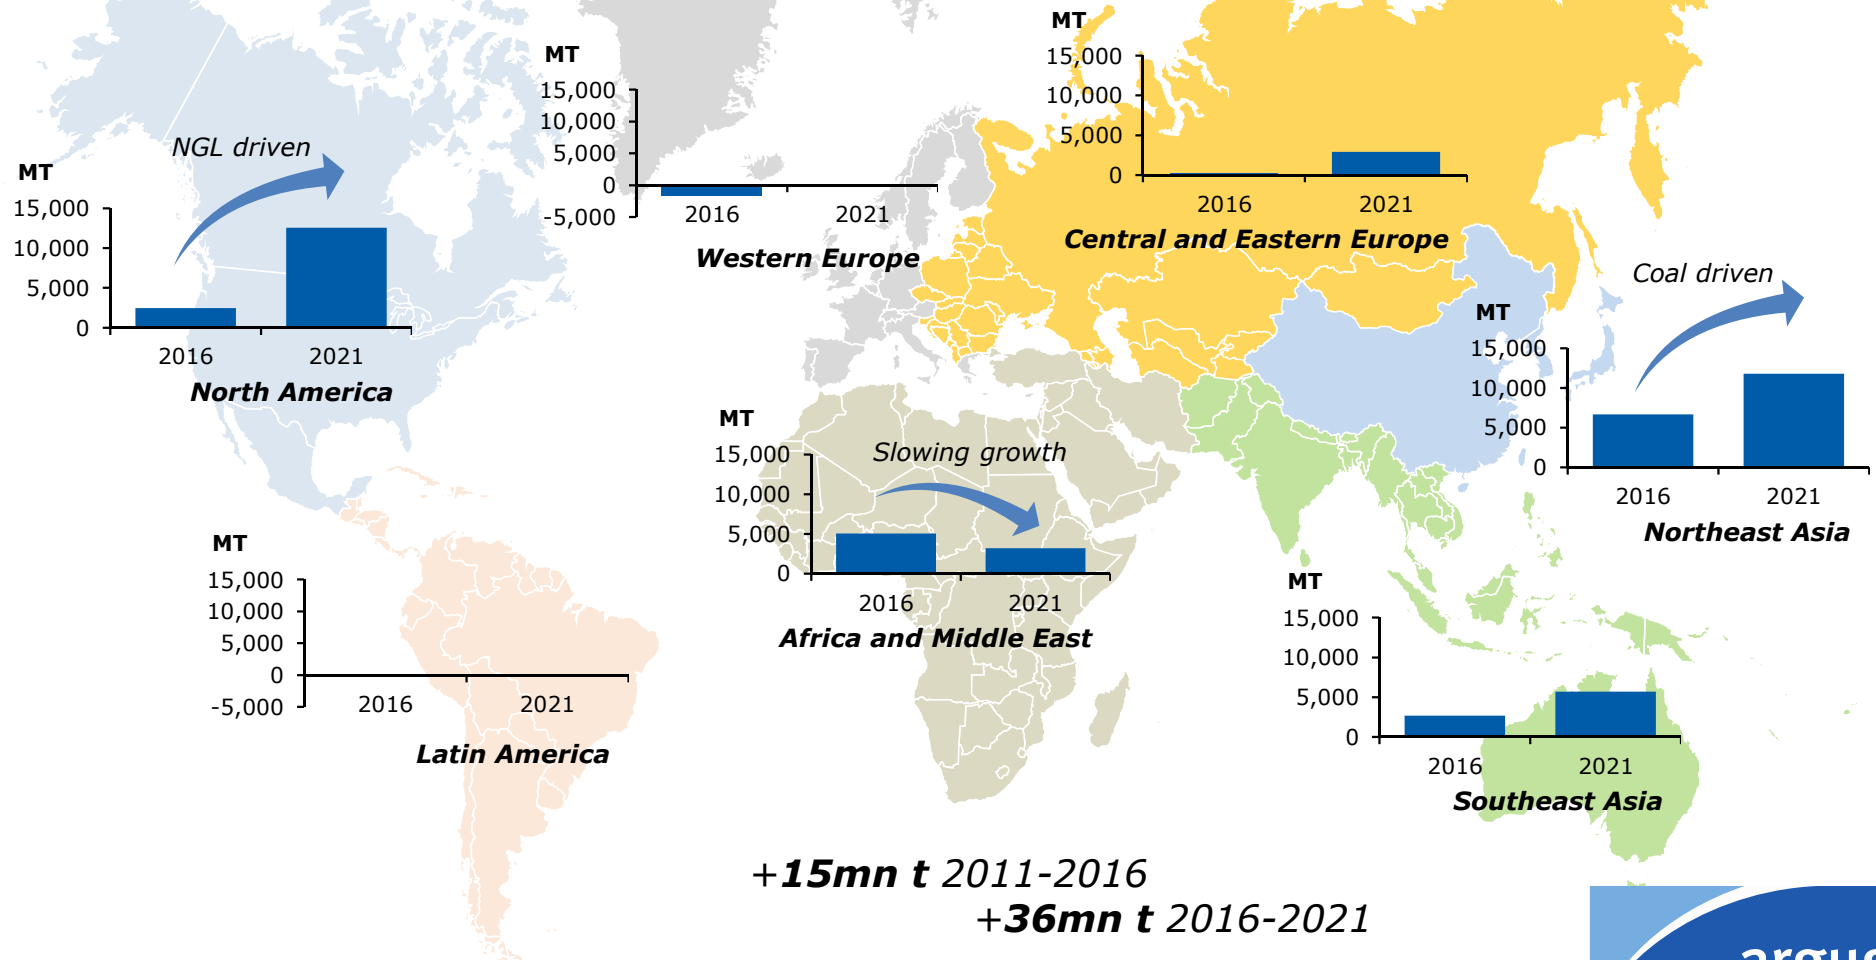 MT
15,000
10,000
5,000
0
2016 2021
Central and Eastern Europe
MT
15,000
10,000
5,000
0
-5,000
2016 2021
Western Europe
NGL driven
MT
15,000
10,000
5,000
0
2016 2021
North America
Coal driven
MT
15,000
10,000
5,000
0
2016 2021
Northeast Asia
MT
15,000
10,000
5,000
0
Slowing growth
2016 2021
Africa and Middle East
MT
15,000
10,000
5,000
0
-5,000
2016 2021
Latin America
MT
15,000
10,000
5,000
0
2016 2021
Southeast Asia
+15mn t 2011-2016
+36mn t 2016-2021